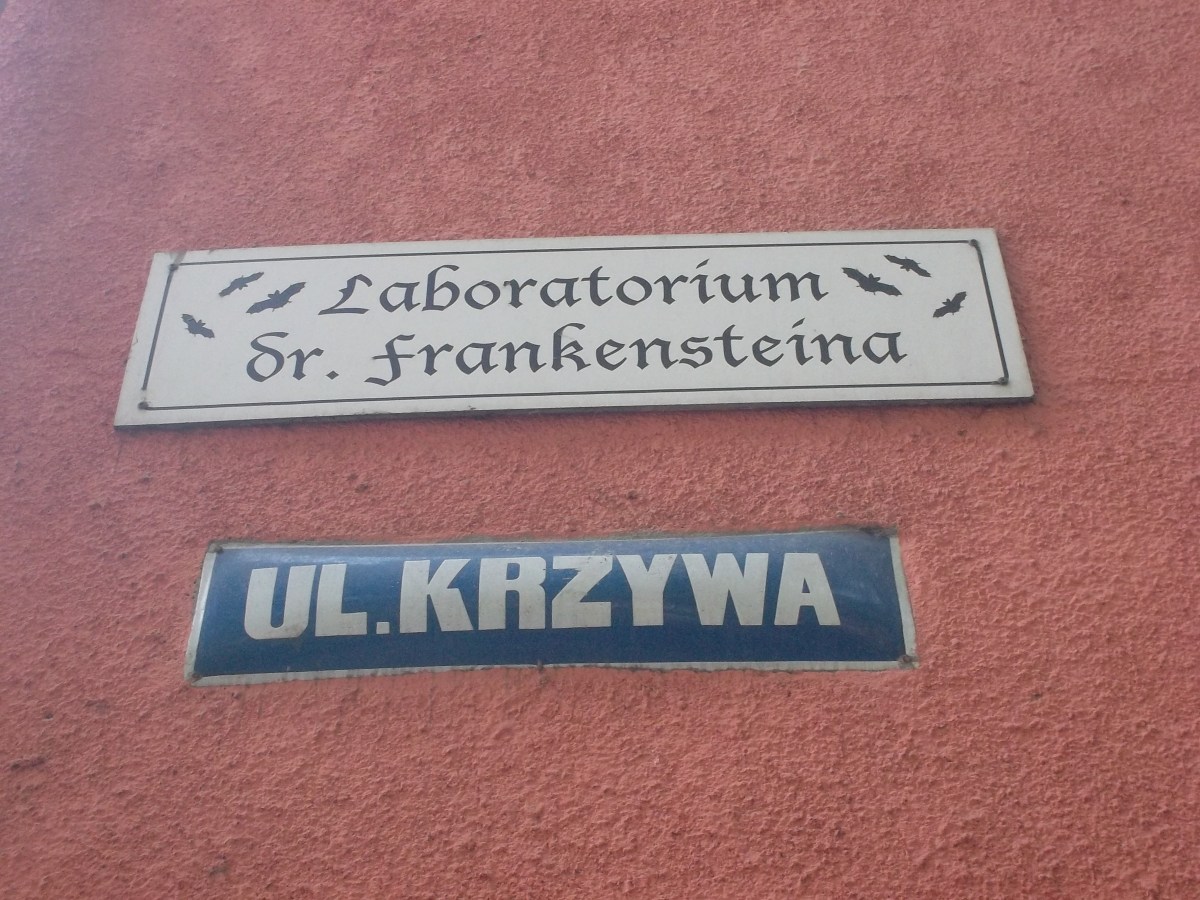 Laboratorium
dr. Frankensteina
UL. KRZYWA